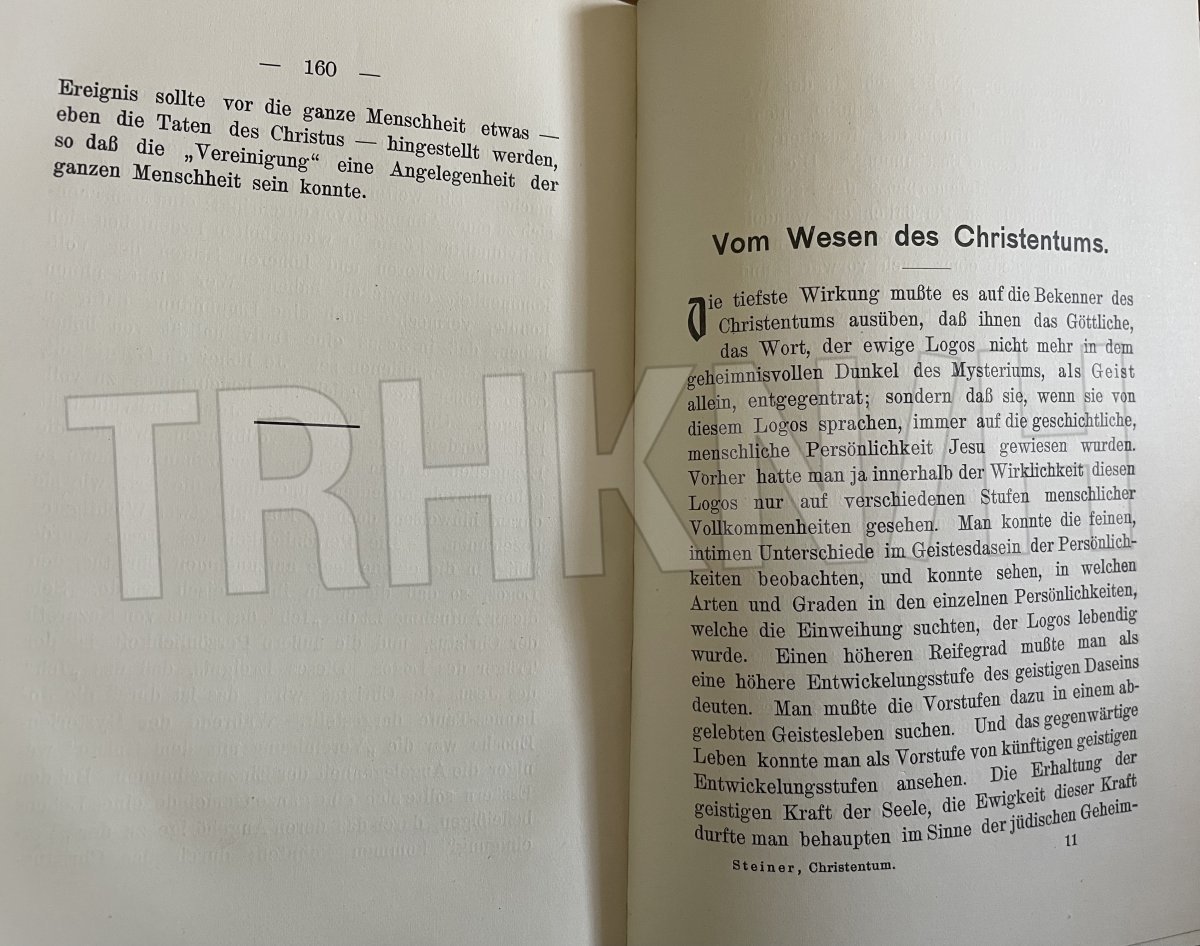 — 160 —
Ereignis sollte vor die ganze Menschheit etwas —
eben die Taten des Christus — hingestellt werden,
so daß die „Vereinigung“ eine Angelegenheit der
ganzen Menschheit sein konnte.
Vom Wesen des Christentums.
Die tiefste Wirkung mußte es auf die Bekenner des
Christentums ausüben, daß ihnen das Göttliche,
das Wort, der ewige Logos nicht mehr in dem
geheimnisvollen Dunkel des Mysteriums, als Geist
allein, entgegentrat; sondern daß sie, wenn sie von
diesem Logos sprachen, immer auf die geschichtliche,
menschliche Persönlichkeit Jesu gewiesen wurden.
Vorher hatte man ja innerhalb der Wirklichkeit diesen
Logos nur auf verschiedenen Stufen menschlicher
Vollkommenheiten gesehen. Man konnte die feinen,
intimen Unterschiede im Geistesdasein der Persönlich-
keiten beobachten, und konnte sehen, in welchen
Arten und Graden in den einzelnen Persönlichkeiten,
welche die Einweihung suchten, der Logos lebendig
wurde. Einen höheren Reifegrad mußte man als
eine höhere Entwickelungsstufe des geistigen Daseins
deuten. Man mußte die Vorstufen dazu in einem ab-
gelebten Geistesleben suchen. Und das gegenwärtige
Leben konnte man als Vorstufe von künftigen geistigen
Entwickelungsstufen ansehen. Die Erhaltung der
geistigen Kraft der Seele, die Ewigkeit dieser Kraft
durfte man behaupten im Sinne der jüdischen Geheim-
Steiner, Christentum. 11
TRHKNVH